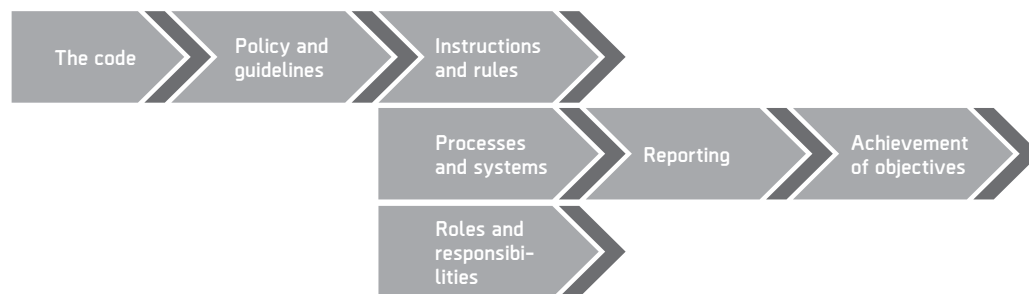 The code
Policy and
guidelines
Instructions
and rules
Processes
and systems
Reporting
Achievement
of objectives
Roles and
responsibi-
lities